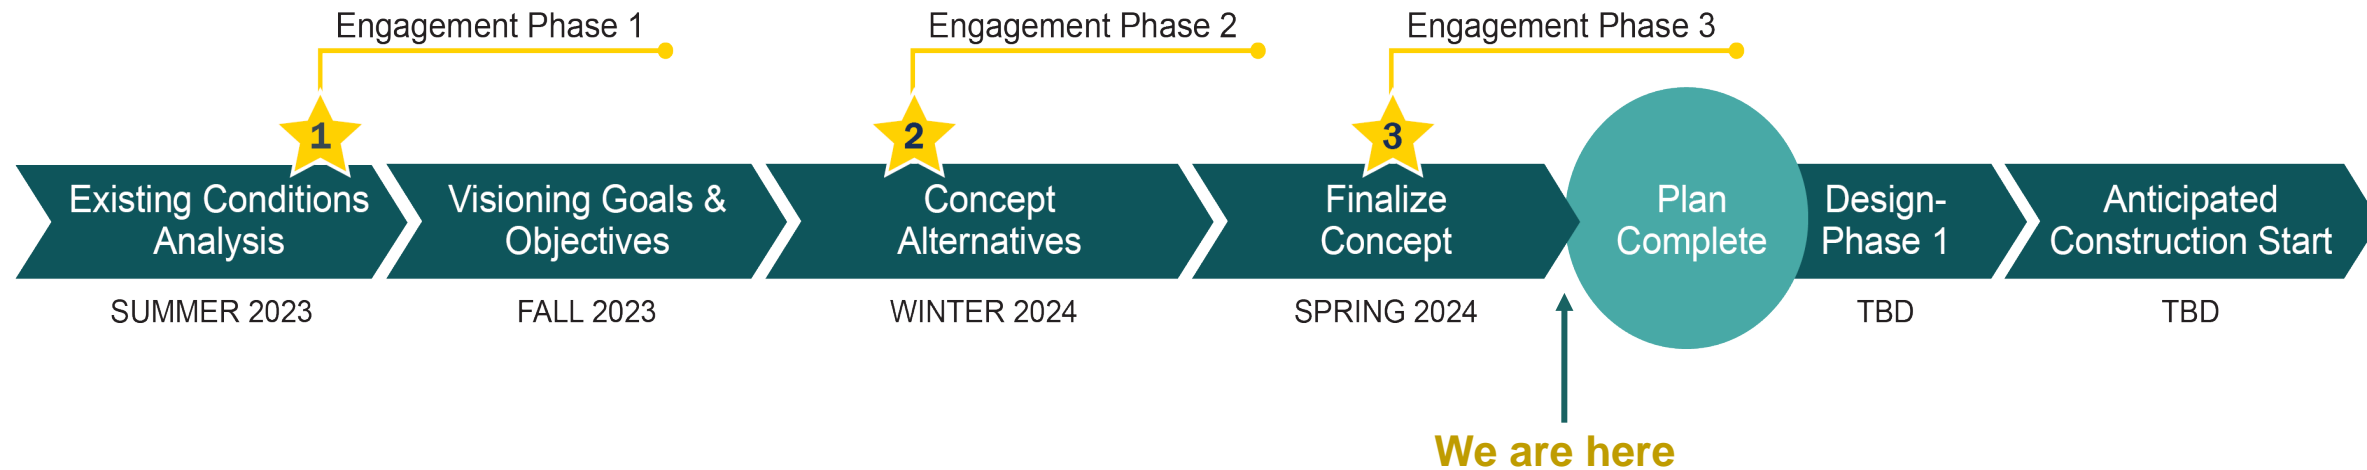 Engagement Phase 1
Engagement Phase 2
Engagement Phase 3
1
2
3
Existing Conditions
Analysis
Visioning Goals &
Objectives
Concept
Alternatives
Finalize
Concept
Plan
Complete
Design-
Phase 1
Anticipated
Construction Start
SUMMER 2023
FALL 2023
WINTER 2024
SPRING 2024
TBD
TBD
We are here